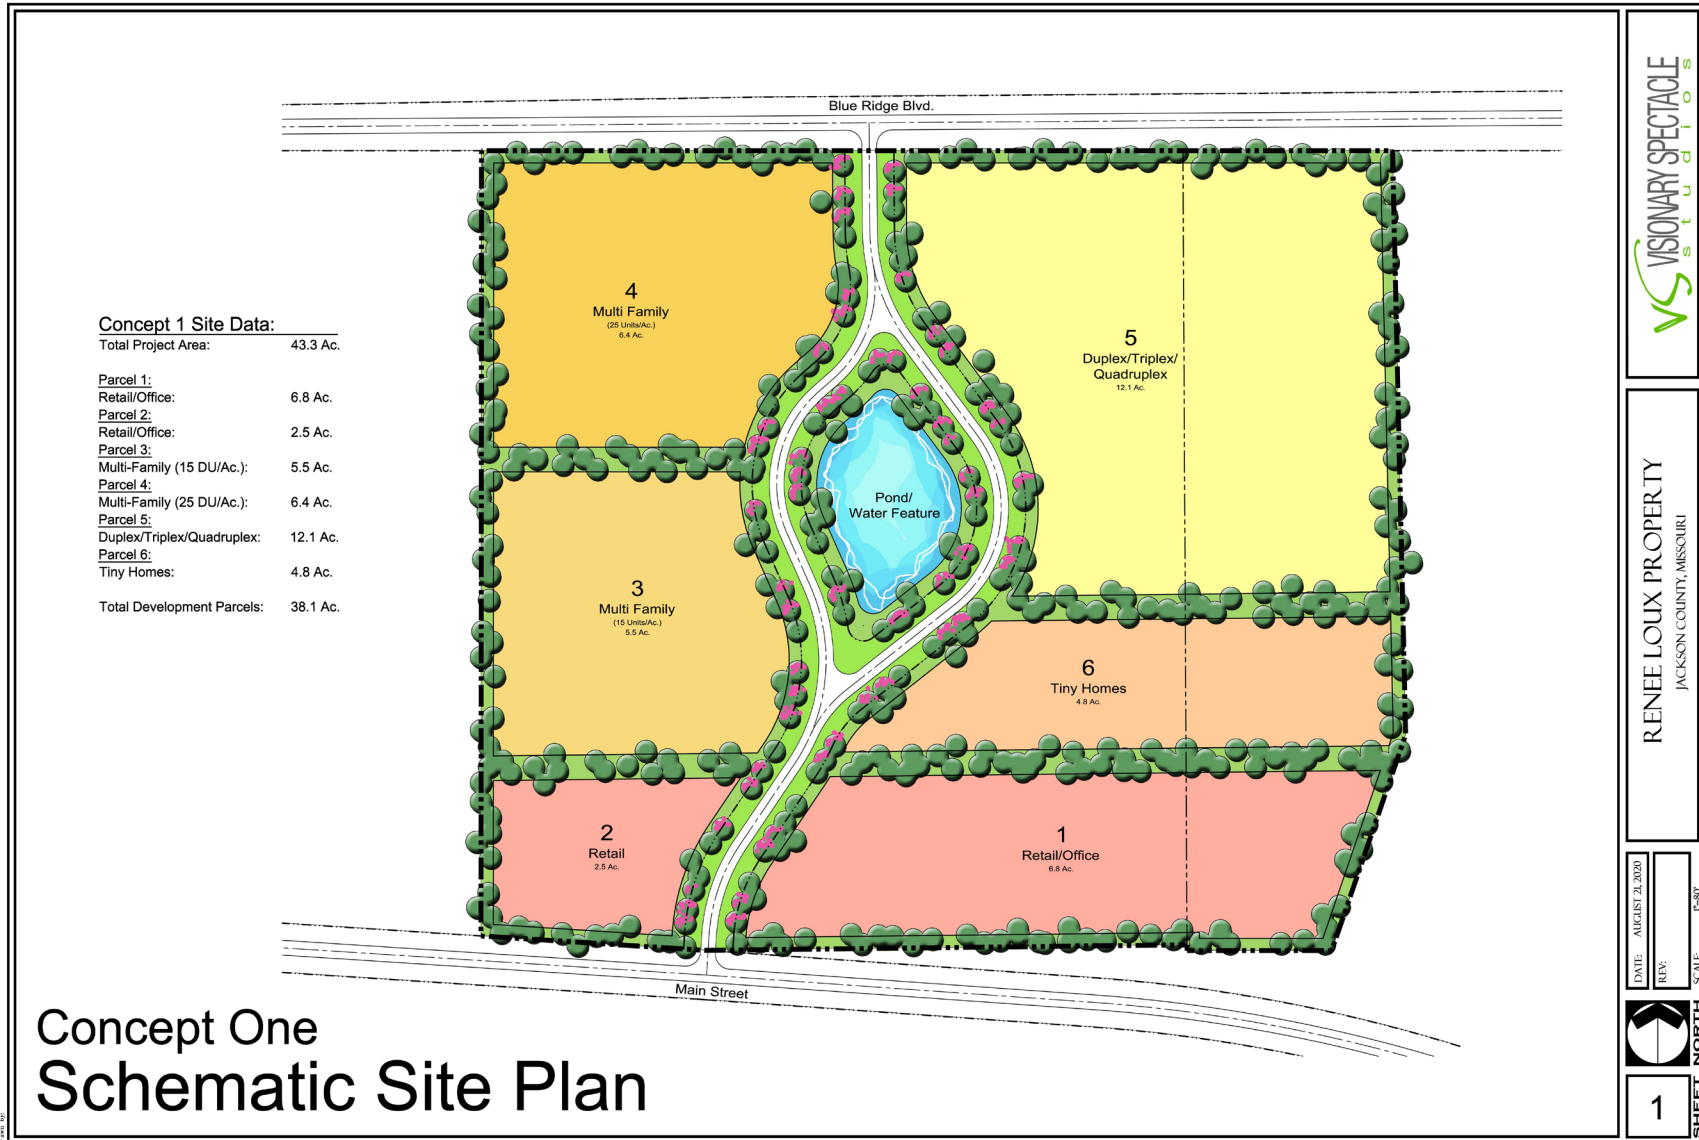 Blue Ridge Blvd.
4
Multi Family
(25 Units/Ac.)
6.4 Ac.
5
Duplex/Triplex/
Quadruplex
12.1 Ac.
Concept 1 Site Data:
Total Project Area: 43.3 Ac.
Parcel 1:
Retail/Office: 6.8 Ac.
Parcel 2:
Retail/Office: 2.5 Ac.
Parcel 3:
Multi-Family (15 DU/Ac.): 5.5 Ac.
Parcel 4:
Multi-Family (25 DU/Ac.): 6.4 Ac.
Parcel 5:
Duplex/Triplex/Quadruplex: 12.1 Ac.
Parcel 6:
Tiny Homes: 4.8 Ac.
Total Development Parcels: 38.1 Ac.
Pond/
Water Feature
3
Multi Family
(15 Units/Ac.)
5.5 Ac.
6
Tiny Homes
4.8 Ac.
2
Retail
2.5 Ac.
1
Retail/Office
6.8 Ac.
Main Street
Concept One
Schematic Site Plan
VS VISIONARY SPECTACLE
studios
RENEE LOUX PROPERTY
JACKSON COUNTY, MISSOURI
DATE: AUGUST 21, 2020
REV:
SCALE: 1"=80'
NORTH
SHEET
1